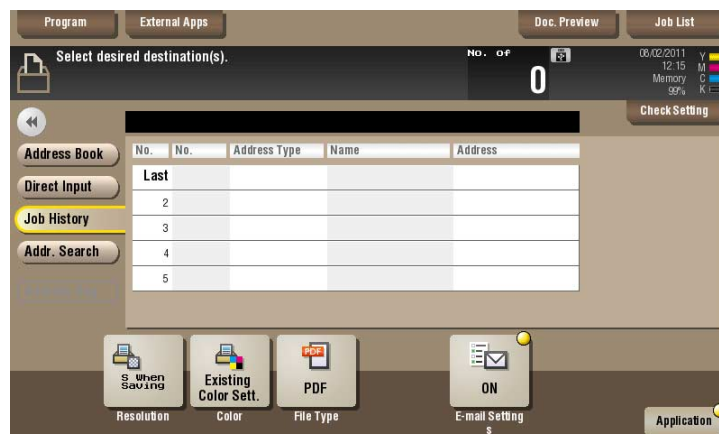 Program
External Apps
Doc. Preview
Job List
Select desired destination(s).
No. of
0
08/02/2011
12:15
Memory
99%
Y
M
C
K
Check Setting
Address Book
Direct Input
Job History
Addr. Search
No. No. Address Type Name Address
Last
2
3
4
5
S When
Saving
Resolution
Existing
Color Sett.
Color
PDF
PDF
File Type
ON
E-mail Setting
s
Application